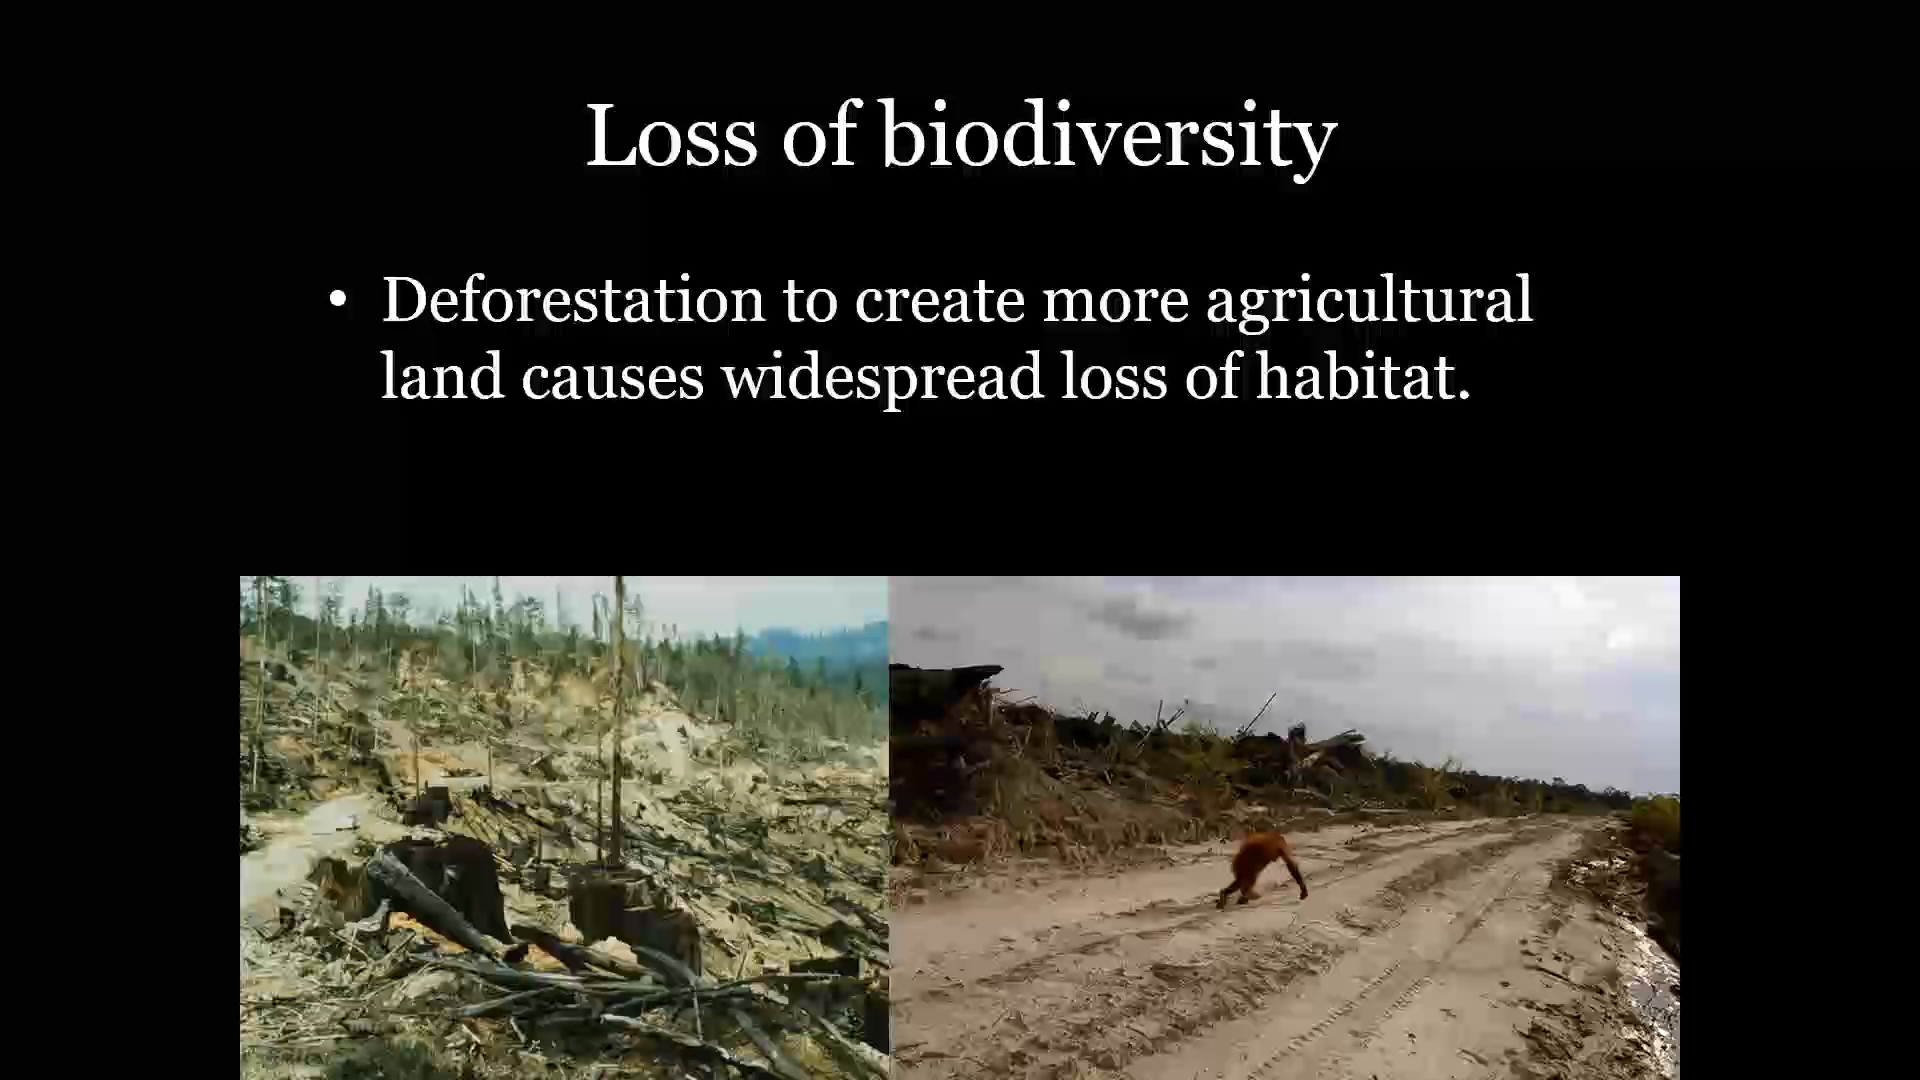 Loss of biodiversity
• Deforestation to create more agricultural
land causes widespread loss of habitat.